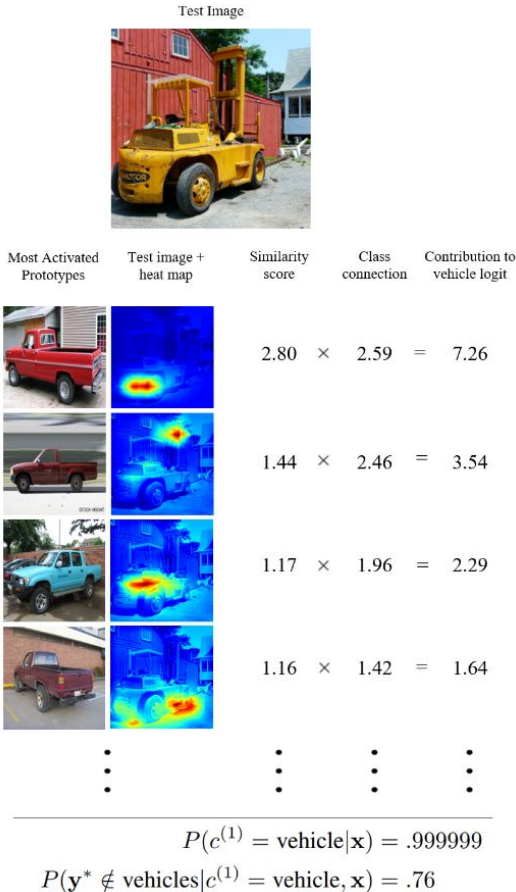 Test Image
Most Activated Prototypes
Test image + heat map
Similarity score
Class connection
Contribution to vehicle logit
2.80 × 2.59 = 7.26
1.44 × 2.46 = 3.54
STOCK HEIGHT
1.17 × 1.96 = 2.29
1.16 × 1.42 = 1.64
P(c^{(1)} = vehicle|x) = .999999
P(y* ∉ vehicles|c^{(1)} = vehicle, x) = .76